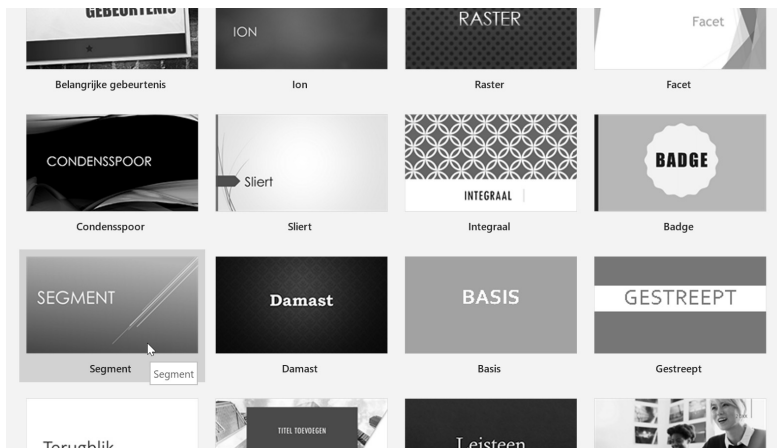 GEBEURTENIS
ION
RASTER
Facet
Belangrijke gebeurtenis
Ion
Raster
Facet
CONDENSSPOOR
Sliert
INTEGRAAL
BADGE
Condensspoor
Sliert
Integraal
Badge
SEGMENT
Damast
BASIS
GESTREEPT
Segment
Segment
Damast
Basis
Gestreept
Terugblik
TITEL TOEVOEGEN
Leisteen